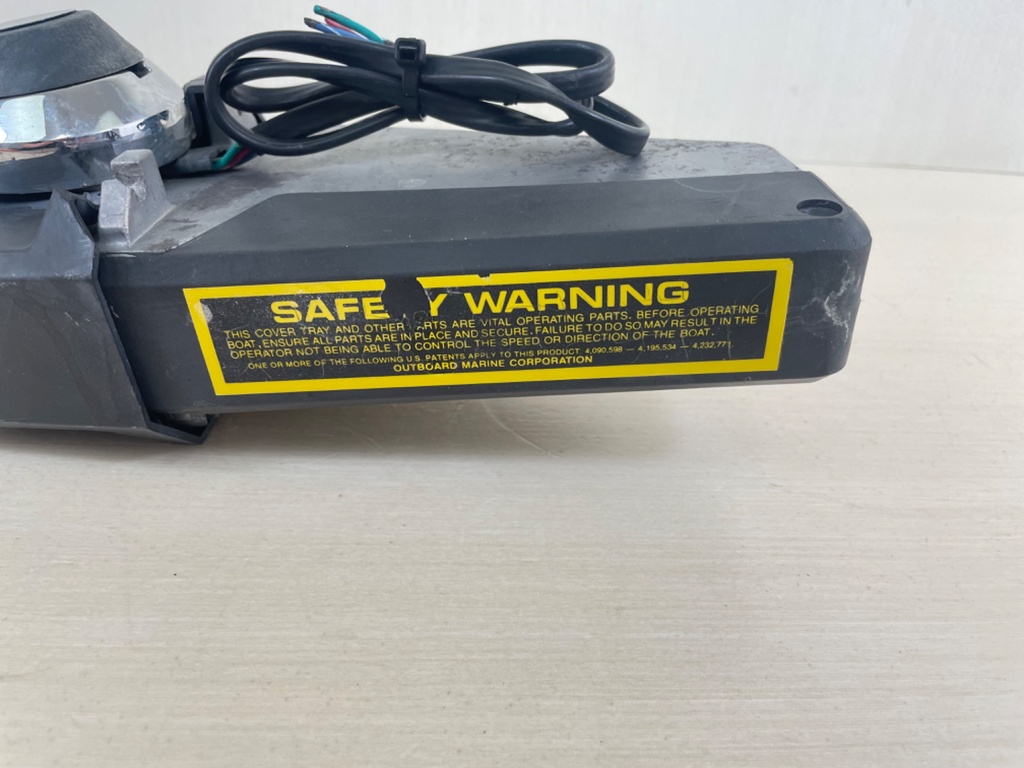 SAFE Y WARNING
THIS COVER TRAY AND OTHER ARTS ARE VITAL OPERATING PARTS. BEFORE OPERATING
BOAT, ENSURE ALL PARTS ARE IN PLACE AND SECURE. FAILURE TO DO SO MAY RESULT IN THE
OPERATOR NOT BEING ABLE TO CONTROL THE SPEED OR DIRECTION OF THE BOAT.
ONE OR MORE OF THE FOLLOWING U.S. PATENTS APPLY TO THIS PRODUCT: 4,090,598 — 4,195,534 — 4,232,771.
OUTBOARD MARINE CORPORATION